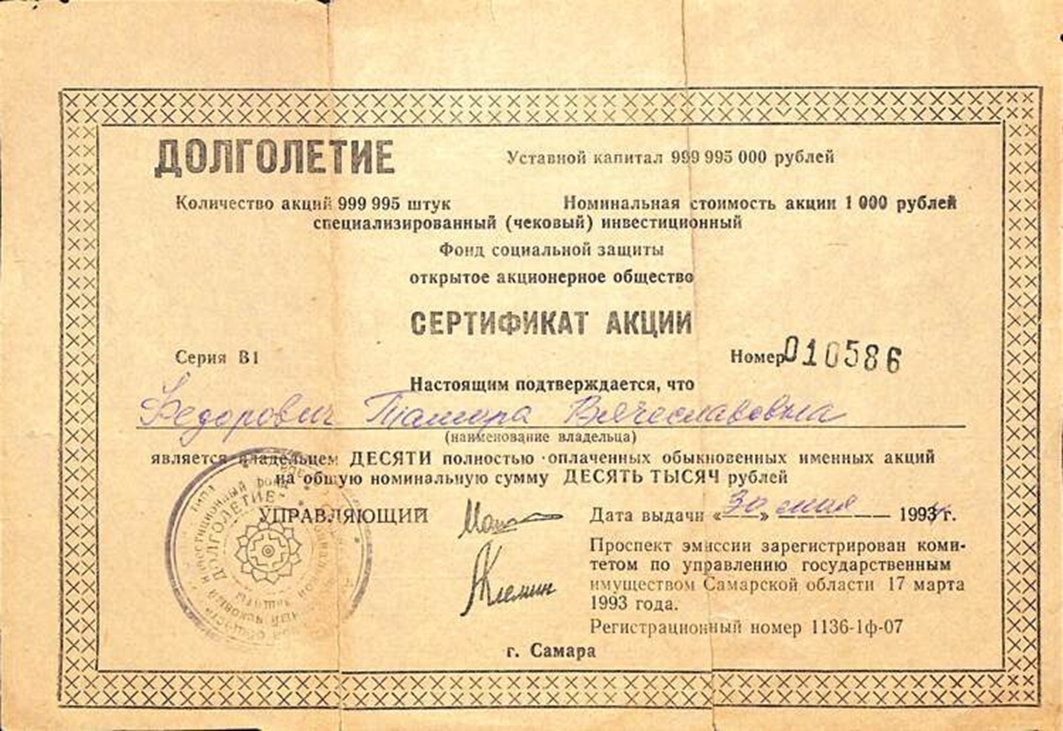 ДОЛГОЛЕТИЕ
Уставной капитал 999 995 000 рублей
Количество акций 999 995 штук
Номинальная стоимость акции 1 000 рублей
специализированный (чековый) инвестиционный
Фонд социальной защиты
открытое акционерное общество
СЕРТИФИКАТ АКЦИИ
Серия В1
Номер 010586
Настоящим подтверждается, что
Федорович Тамара Вячеславовна
(наименование владельца)
является владельцем ДЕСЯТИ полностью оплаченных обыкновенных именных акций
на общую номинальную сумму ДЕСЯТЬ ТЫСЯЧ рублей
УПРАВЛЯЮЩИЙ
Дата выдачи «30» мая 199 г.
Проспект эмиссии зарегистрирован коми-
тетом по управлению государственным
имуществом Самарской области 17 марта
1993 года.
Регистрационный номер 1136-1ф-07
г. Самара
ДОЛГОЛЕТИЕ